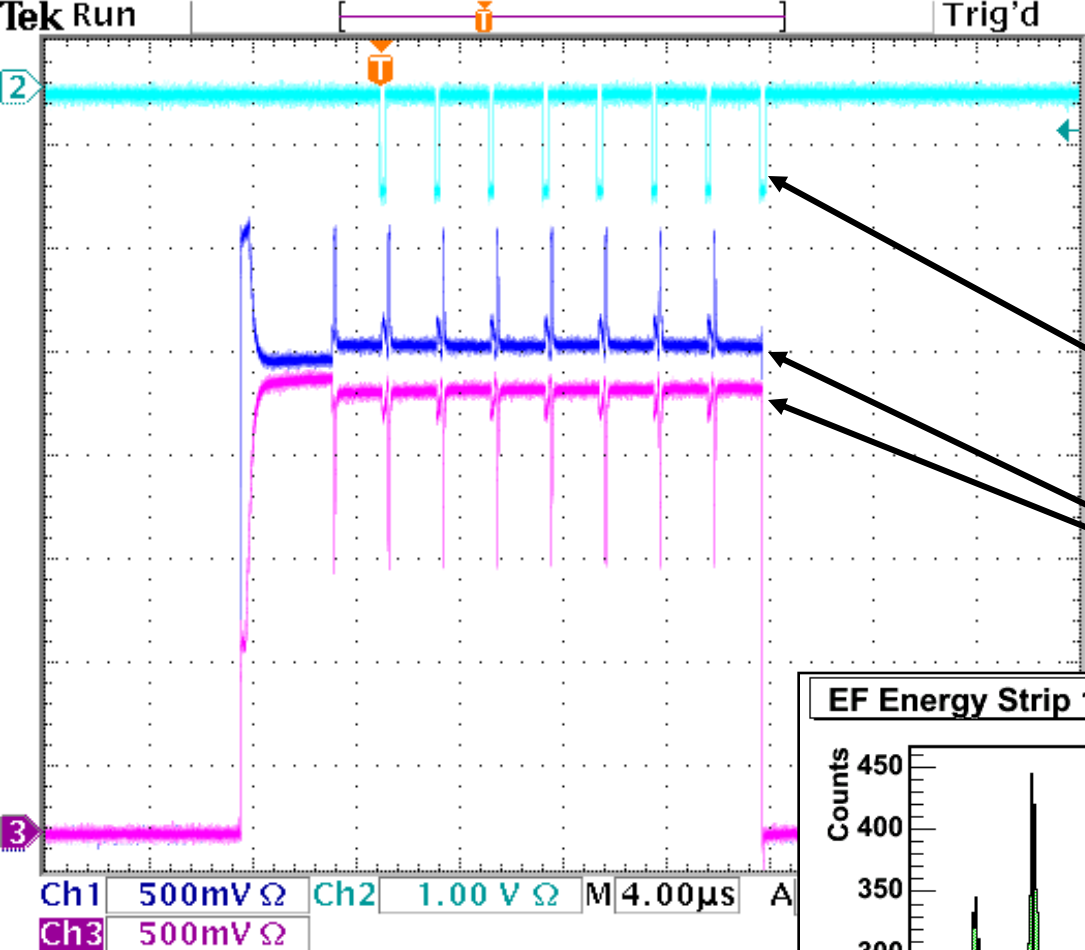 Tek Run
Trig'd
T
T
2
3
Ch1 500mV Ω Ch2 1.00 V Ω M 4.00µs A
Ch3 500mV Ω
EF Energy Strip
Counts
450
400
350
300